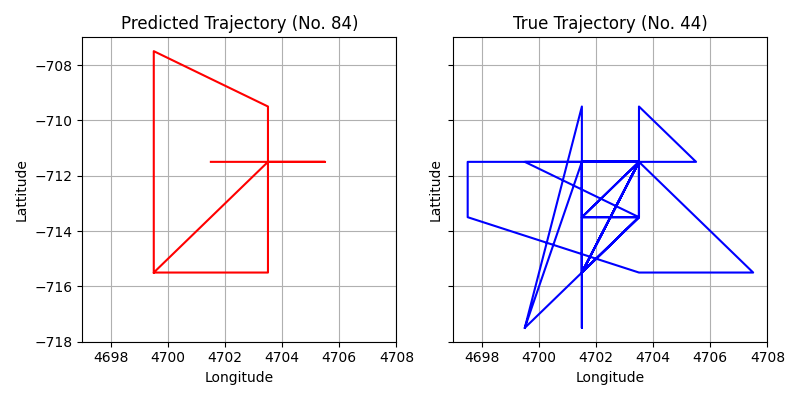 Predicted Trajectory (No. 84)
True Trajectory (No. 44)
Lattitude
−708
−710
−712
−714
−716
−718
4698 4700 4702 4704 4706 4708
Longitude
Lattitude
4698 4700 4702 4704 4706 4708
Longitude